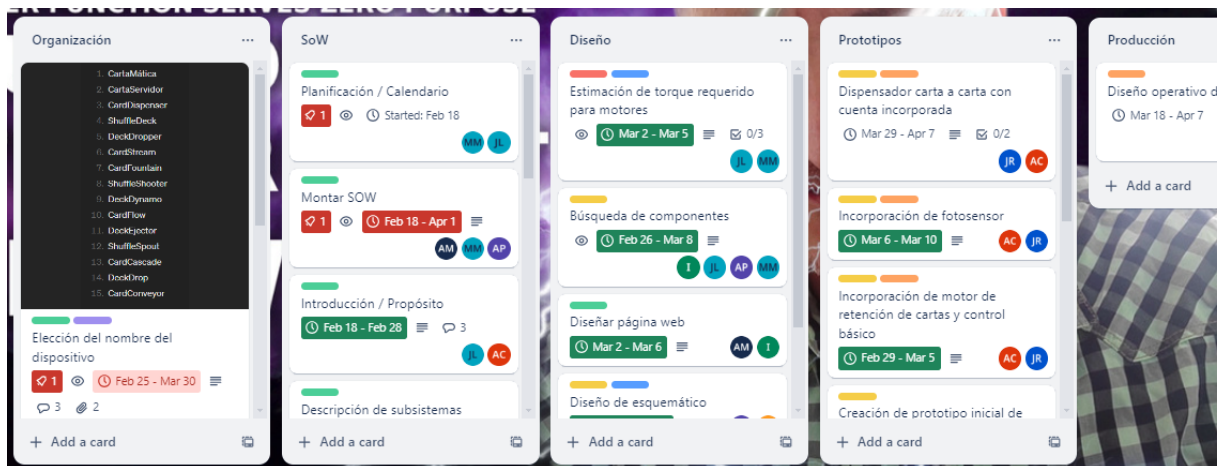 ER FUNCTION SERVES ZERO PURPOSE
Organización
1. CartaMática
2. CartaServidor
3. CardDispensor
4. ShuffleDeck
5. DeckDropper
6. CardStream
7. CardFountain
8. ShuffleShooter
9. DeckDynamo
10. CardFlow
11. DeckEjector
12. ShuffleSpout
13. CardCascade
14. DeckDrop
15. CardConveyor
Elección del nombre del
dispositivo
1
Feb 25 - Mar 30
3
2
+ Add a card
SoW
Planificación / Calendario
1
Started: Feb 18
MM
JL
Montar SOW
1
Feb 18 - Apr 1
AM
MM
AP
Introducción / Propósito
Feb 18 - Feb 28
3
JL
AC
Descripción de subsistemas
+ Add a card
Diseño
Estimación de torque requerido
para motores
Mar 2 - Mar 5
0/3
JL
MM
Búsqueda de componentes
Feb 26 - Mar 8
I
JL
AP
MM
Diseñar página web
Mar 2 - Mar 6
AM
I
Diseño de esquemático
+ Add a card
Prototipos
Dispensador carta a carta con
cuenta incorporada
Mar 29 - Apr 7
0/2
JR
AC
Incorporación de fotosensor
Mar 6 - Mar 10
AC
JR
Incorporación de motor de
retención de cartas y control
básico
Feb 29 - Mar 5
AC
JR
Creación de prototipo inicial de
+ Add a card
Producción
Diseño operativo d
Mar 18 - Apr 7
+ Add a card